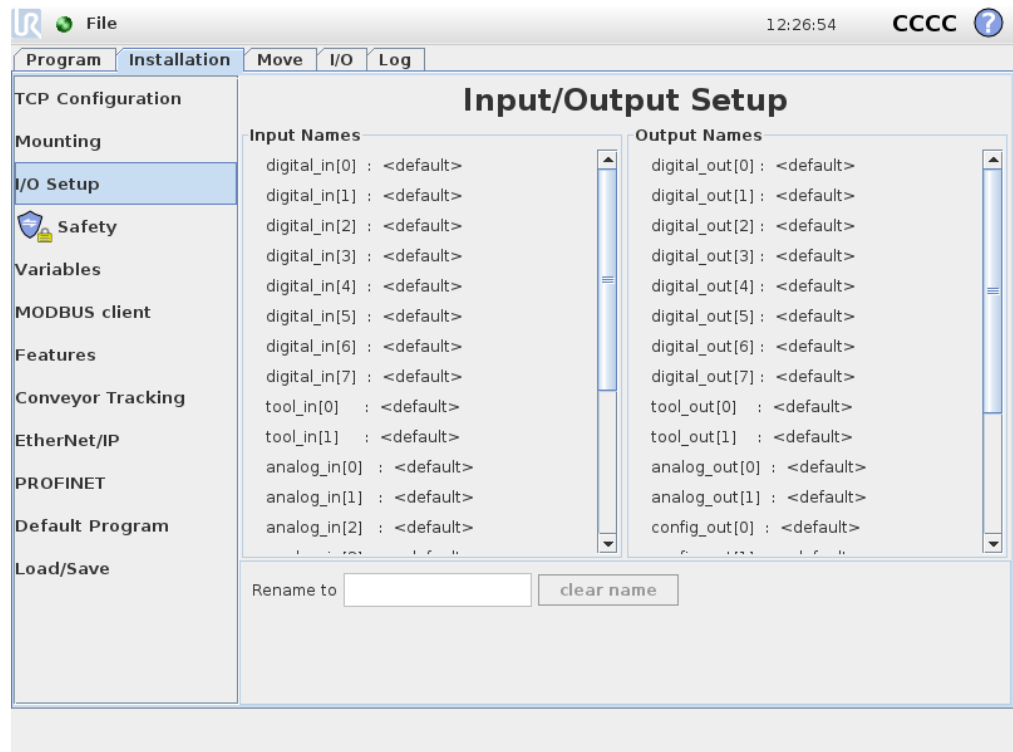 File
12:26:54
CCCC
?
Program
Installation
Move
I/O
Log
TCP Configuration
Mounting
I/O Setup
Safety
Variables
MODBUS client
Features
Conveyor Tracking
EtherNet/IP
PROFINET
Default Program
Load/Save
Input/Output Setup
Input Names
digital_in[0] : <default>
digital_in[1] : <default>
digital_in[2] : <default>
digital_in[3] : <default>
digital_in[4] : <default>
digital_in[5] : <default>
digital_in[6] : <default>
digital_in[7] : <default>
tool_in[0] : <default>
tool_in[1] : <default>
analog_in[0] : <default>
analog_in[1] : <default>
analog_in[2] : <default>
Output Names
digital_out[0] : <default>
digital_out[1] : <default>
digital_out[2] : <default>
digital_out[3] : <default>
digital_out[4] : <default>
digital_out[5] : <default>
digital_out[6] : <default>
digital_out[7] : <default>
tool_out[0] : <default>
tool_out[1] : <default>
analog_out[0] : <default>
analog_out[1] : <default>
config_out[0] : <default>
Rename to
clear name